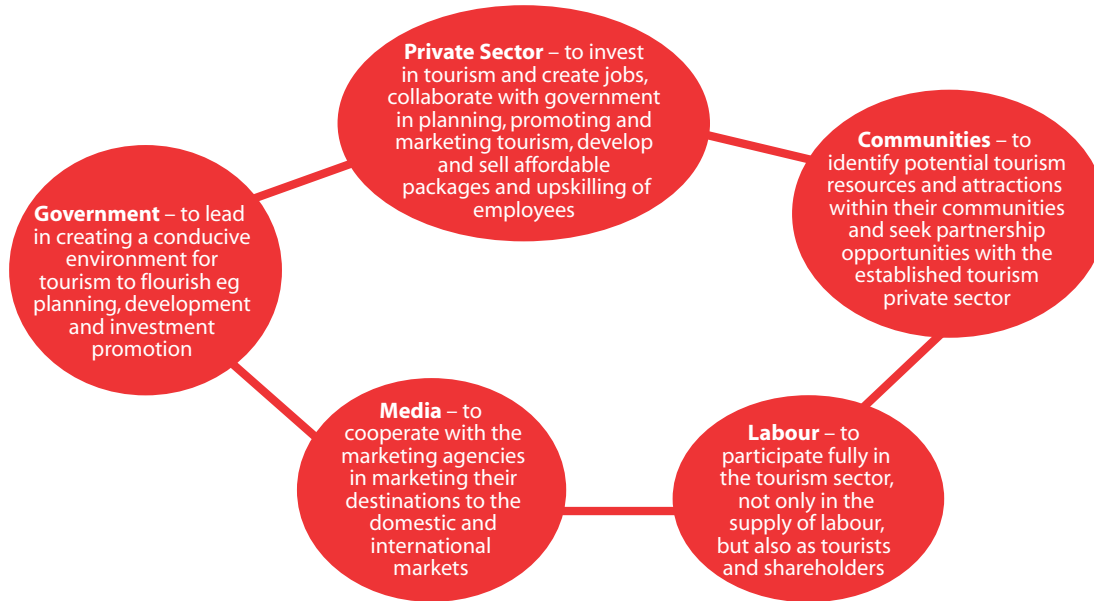 Private Sector – to invest
in tourism and create jobs,
collaborate with government
in planning, promoting and
marketing tourism, develop
and sell affordable
packages and upskilling of
employees
Communities – to
identify potential tourism
resources and attractions
within their communities
and seek partnership
opportunities with the
established tourism
private sector
Government – to lead
in creating a conducive
environment for
tourism to flourish eg
planning, development
and investment
promotion
Media – to
cooperate with the
marketing agencies
in marketing their
destinations to the
domestic and
international
markets
Labour – to
participate fully in
the tourism sector,
not only in the
supply of labour,
but also as tourists
and shareholders